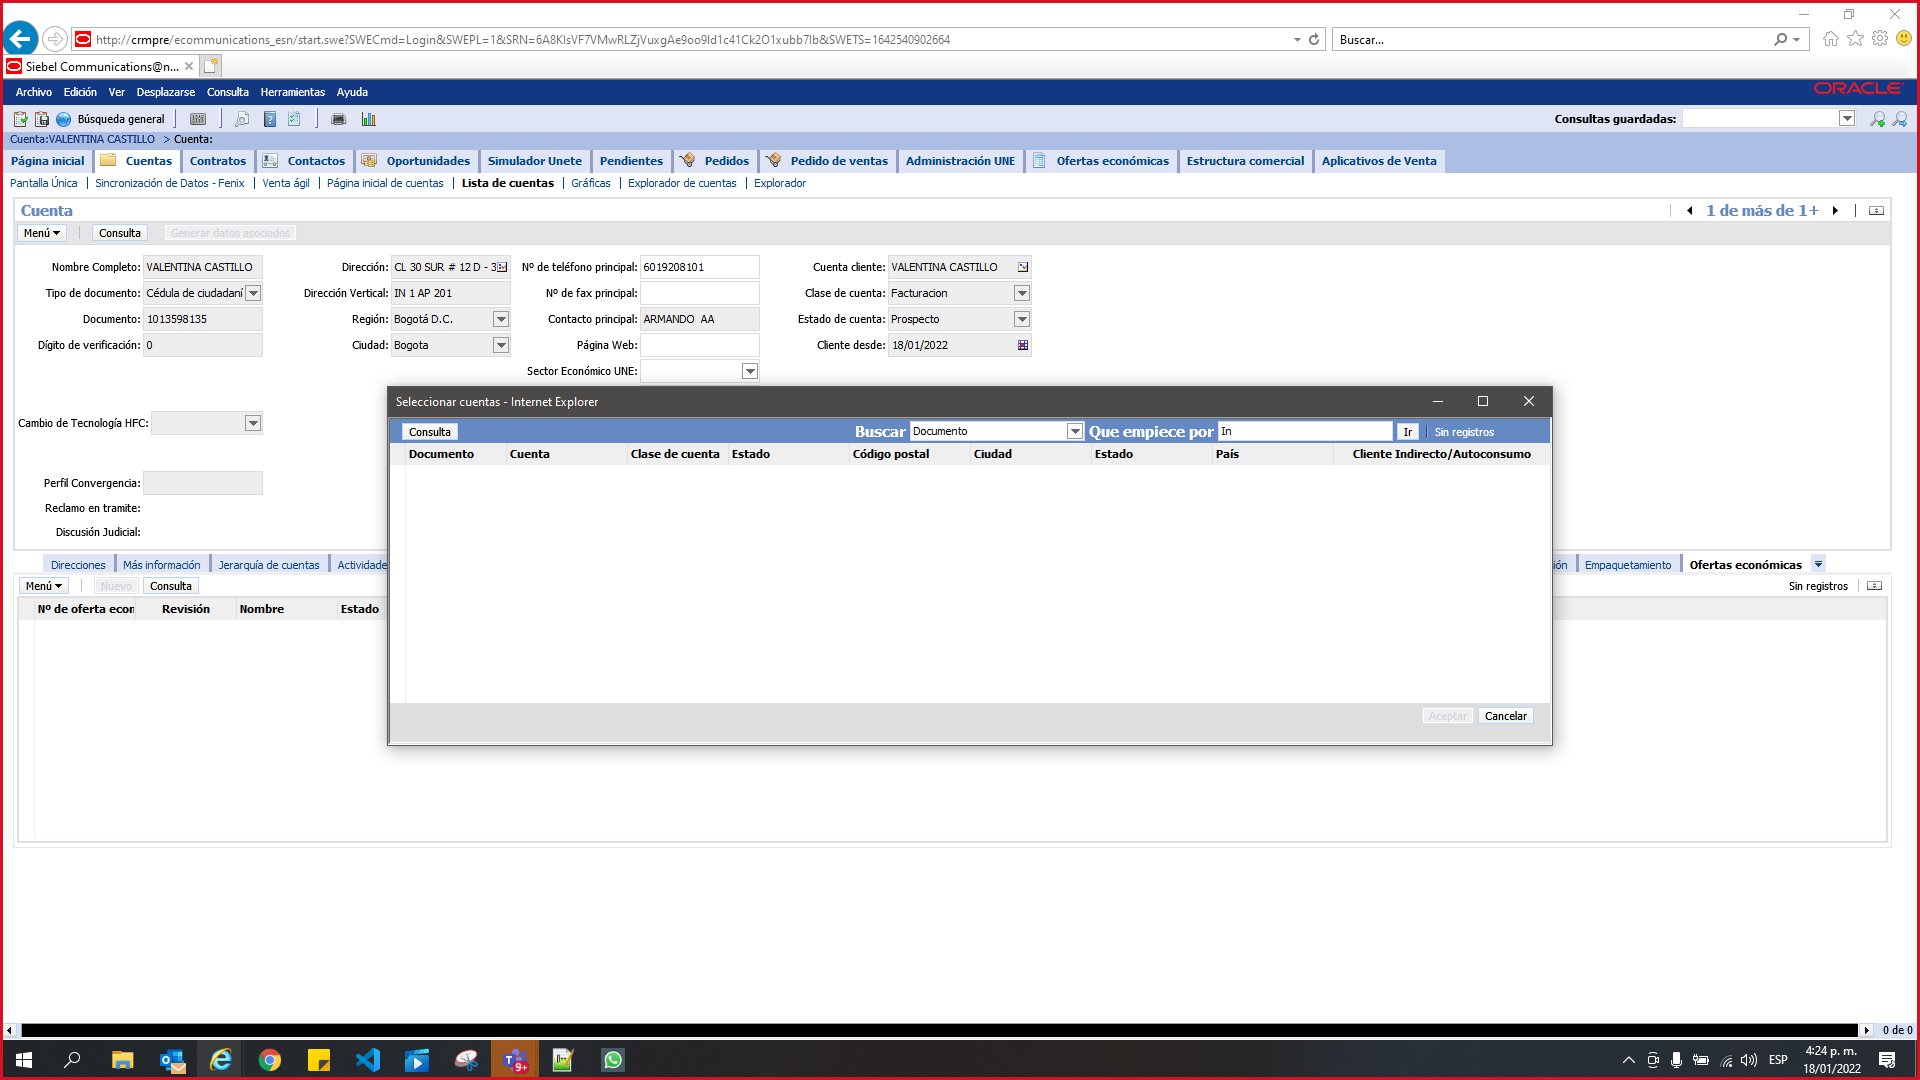 http://crmpre/ecommunications_esn/start.swe?SWECmd=Login&SWEPL=1&SRN=6A8KlsVF7VMwRLZjVuxgAe9oo9Id1c41Ck2O1xubb7Ib&SWETS=1642540902664
Buscar...
Siebel Communications@n...
Archivo Edición Ver Desplazarse Consulta Herramientas Ayuda
ORACLE
Búsqueda general
Consultas guardadas:
Cuenta:VALENTINA CASTILLO > Cuenta:
Página inicial Cuentas Contratos Contactos Oportunidades Simulador Unete Pendientes Pedidos Pedido de ventas Administración UNE Ofertas económicas Estructura comercial Aplicativos de Venta
Pantalla Única Sincronización de Datos - Fenix Venta ágil Página inicial de cuentas Lista de cuentas Gráficas Explorador de cuentas Explorador
Cuenta
1 de más de 1+
Menú Consulta Generar datos asociados
Nombre Completo: VALENTINA CASTILLO Dirección: CL 30 SUR # 12 D - 3 Nº de teléfono principal: 6019208101 Cuenta cliente: VALENTINA CASTILLO
Tipo de documento: Cédula de ciudadaní Dirección Vertical: IN 1 AP 201 Nº de fax principal: Clase de cuenta: Facturacion
Documento: 1013598135 Región: Bogotá D.C. Contacto principal: ARMANDO AA Estado de cuenta: Prospecto
Dígito de verificación: 0 Ciudad: Bogota Página Web: Cliente desde: 18/01/2022
Sector Económico UNE:
Cambio de Tecnología HFC:
Perfil Convergencia:
Reclamo en tramite:
Discusión Judicial:
Seleccionar cuentas - Internet Explorer
Consulta Buscar Documento Que empiece por In Ir Sin registros
Documento Cuenta Clase de cuenta Estado Código postal Ciudad Estado País Cliente Indirecto/Autoconsumo
Aceptar Cancelar
Direcciones Más información Jerarquía de cuentas Actividade ión Empaquetamiento Ofertas económicas
Menú Nuevo Consulta Sin registros
Nº de oferta econ Revisión Nombre Estado
0 de 0
9+
ESP
4:24 p. m.
18/01/2022